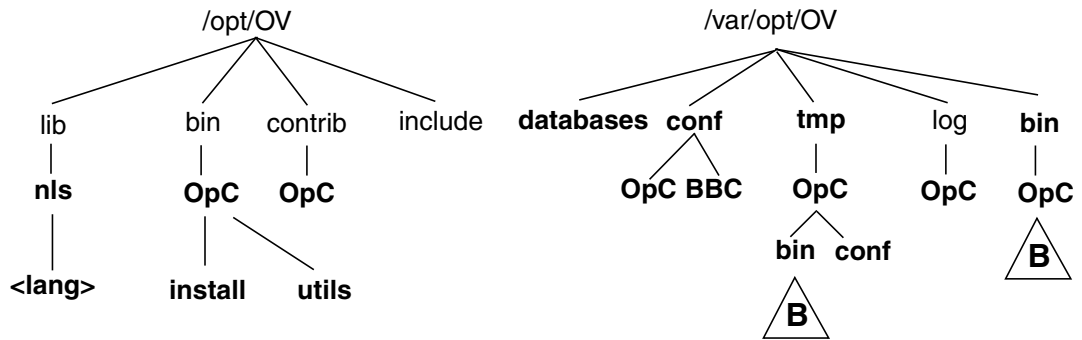 /opt/OV /var/opt/OV
lib bin contrib include databases conf tmp log bin
nls OpC OpC OpC BBC OpC OpC OpC
bin conf B
<lang> install utils
B